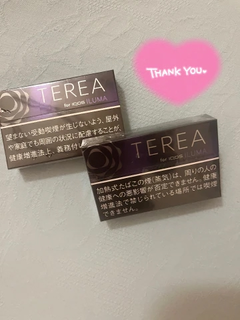 THANK YOU.
TEREA
for IQOS ILUMA
望まない受動喫煙が生じないよう、屋外
や家庭でも周囲の状況に配慮することが、
健康増進法上、義務付け
TEREA
for IQOS ILUMA
加熱式たばこの煙(蒸気)は、周りの人の
健康への悪影響が否定できません。健康
増進法で禁じられている場所では喫煙
できません。